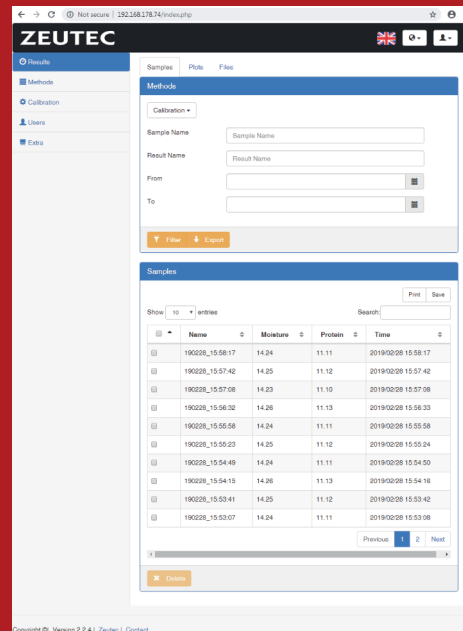 Not secure | 192.168.178.74/index.php
ZEUTEC
Results
Methods
Calibration
Users
Extra
Samples Plots Files
Methods
Calibration
Sample Name Sample Name
Result Name Result Name
From
To
Filter Export
Samples
Print Save
Show 10 entries Search:
Name Moisture Protein Time
190228_15:58:17 14.24 11.11 2019/02/28 15:58:17
190228_15:57:42 14.25 11.12 2019/02/28 15:57:42
190228_15:57:08 14.23 11.10 2019/02/28 15:57:08
190228_15:56:32 14.26 11.13 2019/02/28 15:56:33
190228_15:55:58 14.24 11.11 2019/02/28 15:55:58
190228_15:55:23 14.25 11.12 2019/02/28 15:55:24
190228_15:54:49 14.24 11.11 2019/02/28 15:54:50
190228_15:54:15 14.26 11.13 2019/02/28 15:54:16
190228_15:53:41 14.25 11.12 2019/02/28 15:53:42
190228_15:53:07 14.24 11.11 2019/02/28 15:53:08
Previous 1 2 Next
Delete
Version 2.2.4 | Zeutec | Contact